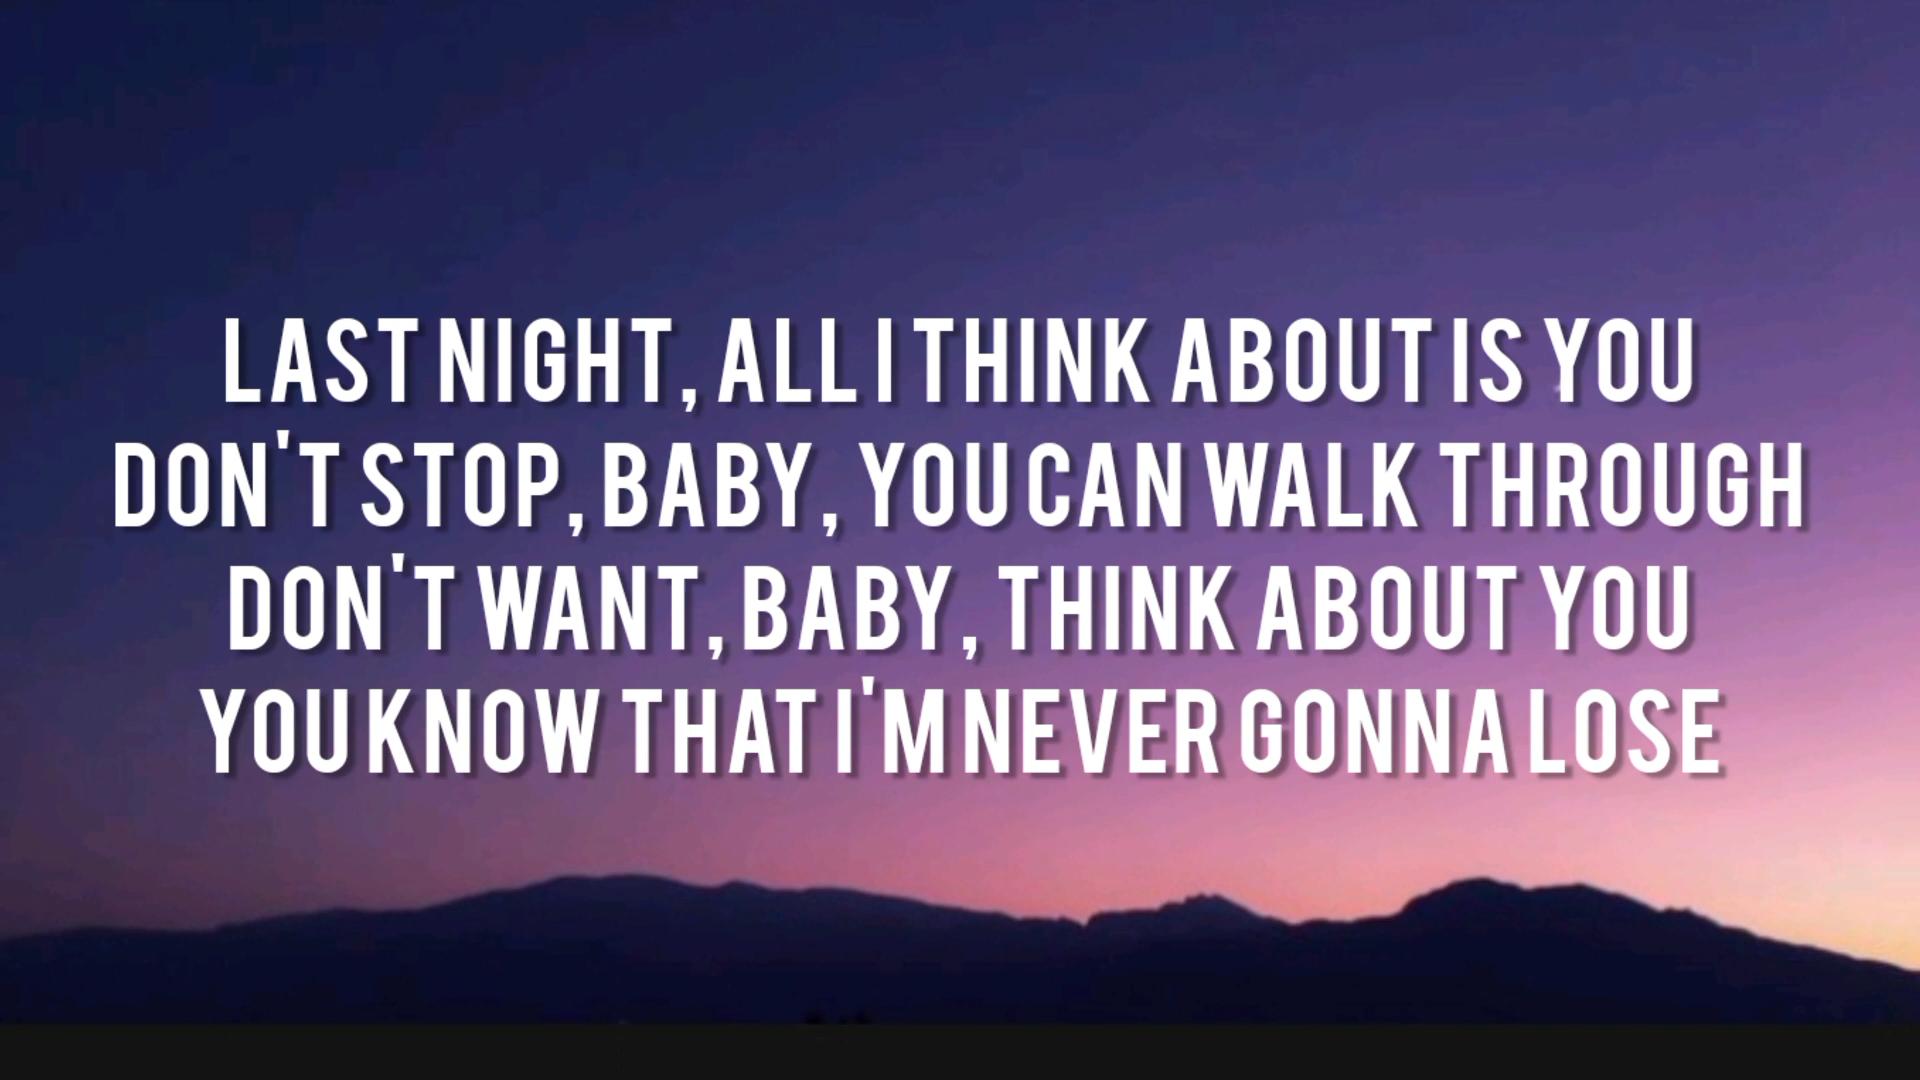 LAST NIGHT, ALL I THINK ABOUT IS YOU
DON'T STOP, BABY, YOU CAN WALK THROUGH
DON'T WANT, BABY, THINK ABOUT YOU
YOU KNOW THAT I'M NEVER GONNA LOSE